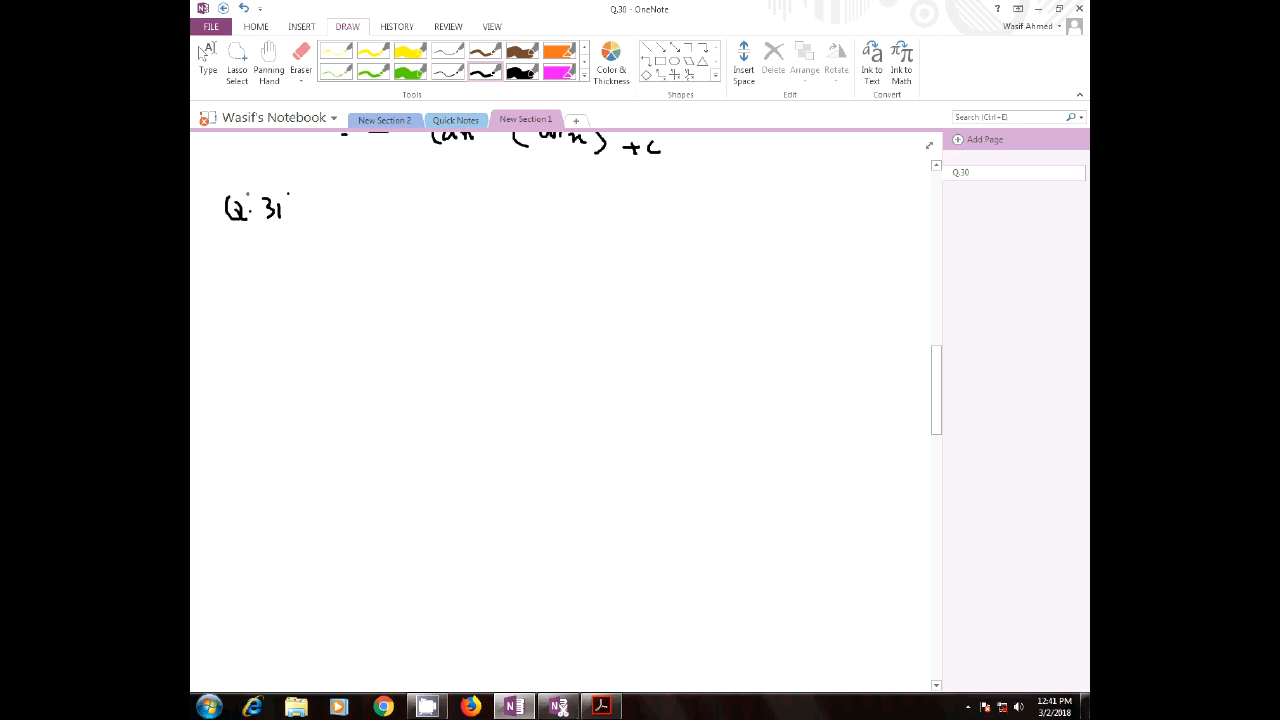 Q.30 - OneNote
FILE HOME INSERT DRAW HISTORY REVIEW VIEW Wasif Ahmed
Type Lasso Select Panning Hand Eraser Color & Thickness Insert Space Delete Arrange Rotate Ink to Text Ink to Math
Tools Shapes Edit Convert
Wasif's Notebook New Section 2 Quick Notes New Section 1 Search (Ctrl+E)
Add Page
+ C
Q.30
Q. 31
12:41 PM
3/2/2018